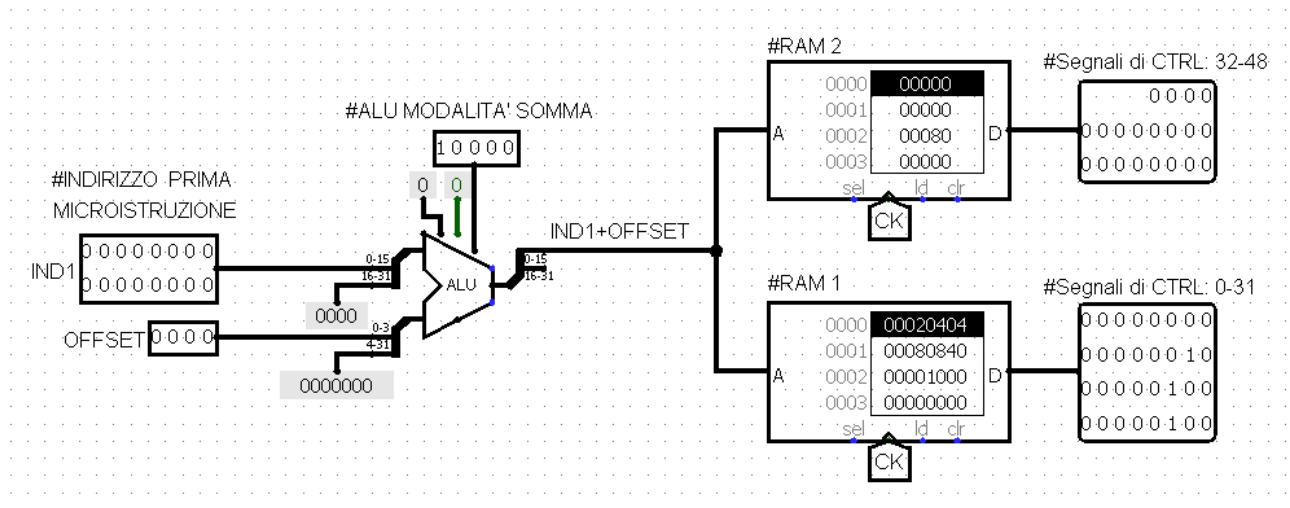 #RAM 2
#Segnali di CTRL: 32-48
0000 00000
0001 00000
0002 00080
0003 00000
A
D
sel ld clr
CK
0 0 0 0
0 0 0 0 0 0 0 0
0 0 0 0 0 0 0 0
#ALU MODALITA' SOMMA
1 0 0 0 0
0
0
#INDIRIZZO PRIMA
MICROISTRUZIONE
IND1
0 0 0 0 0 0 0 0
0 0 0 0 0 0 0 0
0-15
16-31
0000
ALU
0-15
16-31
IND1+OFFSET
OFFSET
0 0 0 0
0-3
4-31
0000000
#RAM 1
#Segnali di CTRL: 0-31
0000 00020404
0001 00080840
0002 00001000
0003 00000000
A
D
sel ld clr
CK
0 0 0 0 0 0 0 0
0 0 0 0 0 0 1 0
0 0 0 0 0 1 0 0
0 0 0 0 0 1 0 0